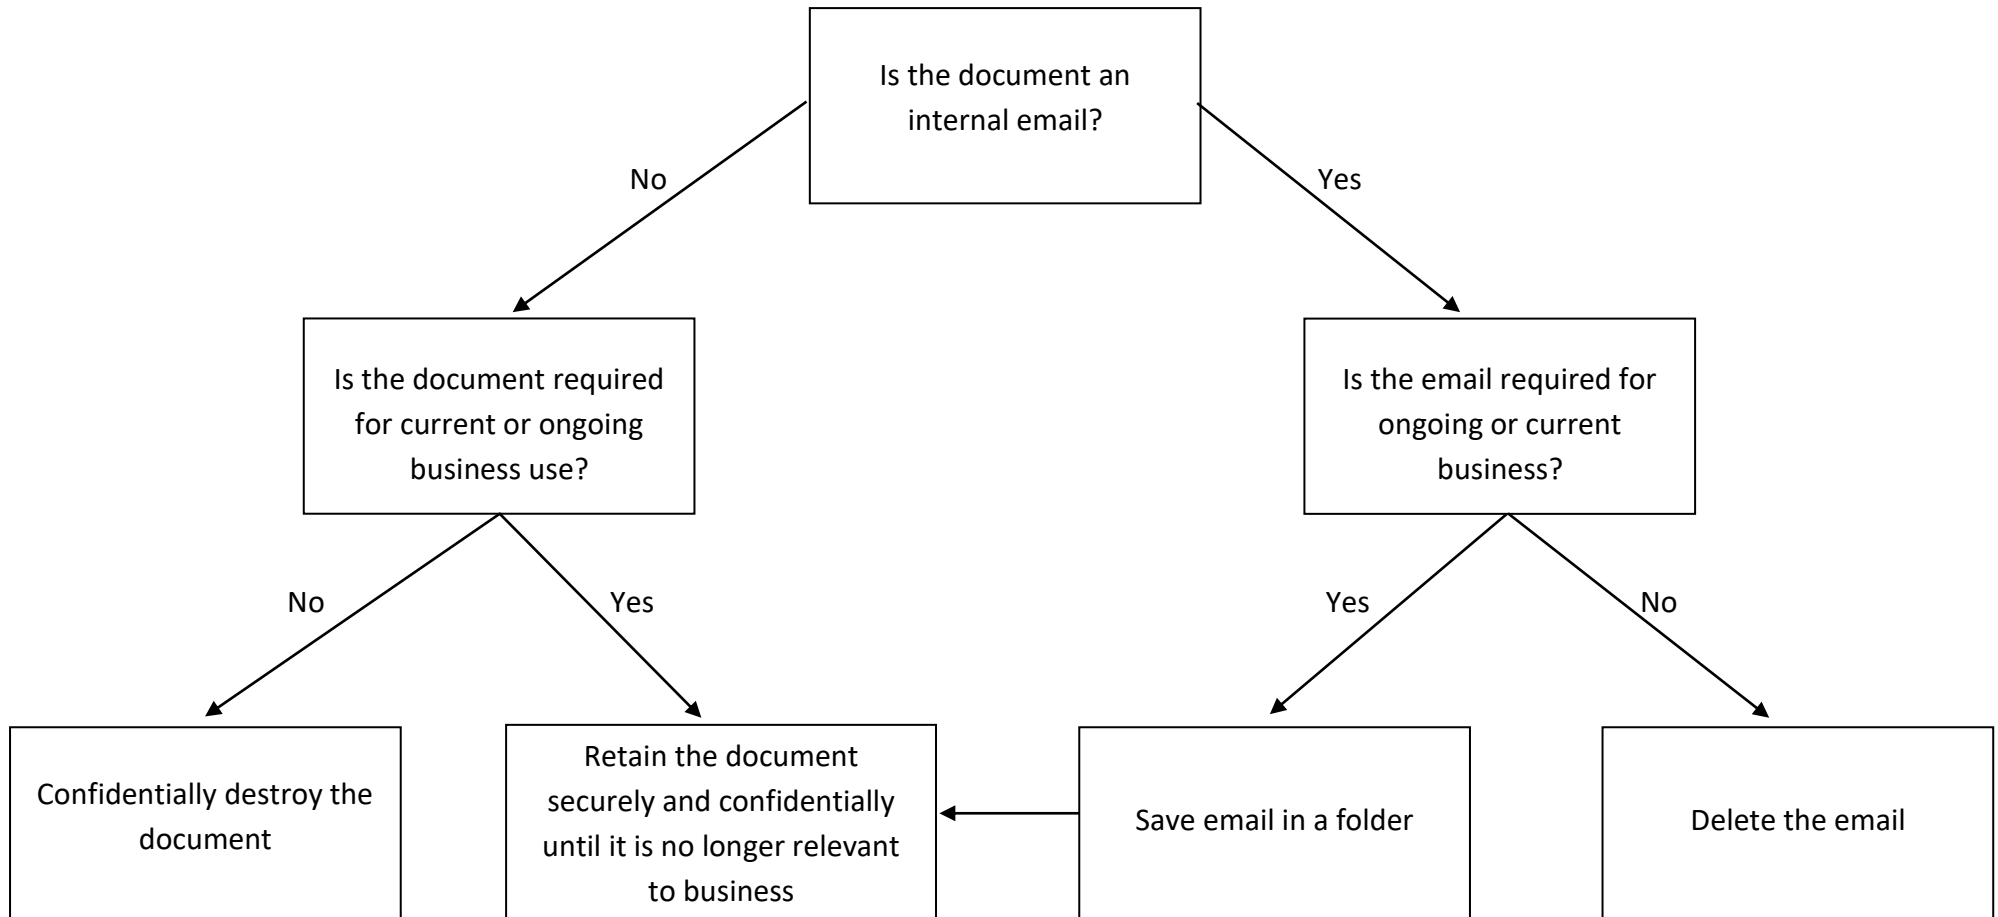 Is the document an
internal email?
No
Yes
Is the document required
for current or ongoing
business use?
Is the email required for
ongoing or current
business?
No
Yes
Yes
No
Confidentially destroy the
document
Retain the document
securely and confidentially
until it is no longer relevant
to business
Save email in a folder
Delete the email